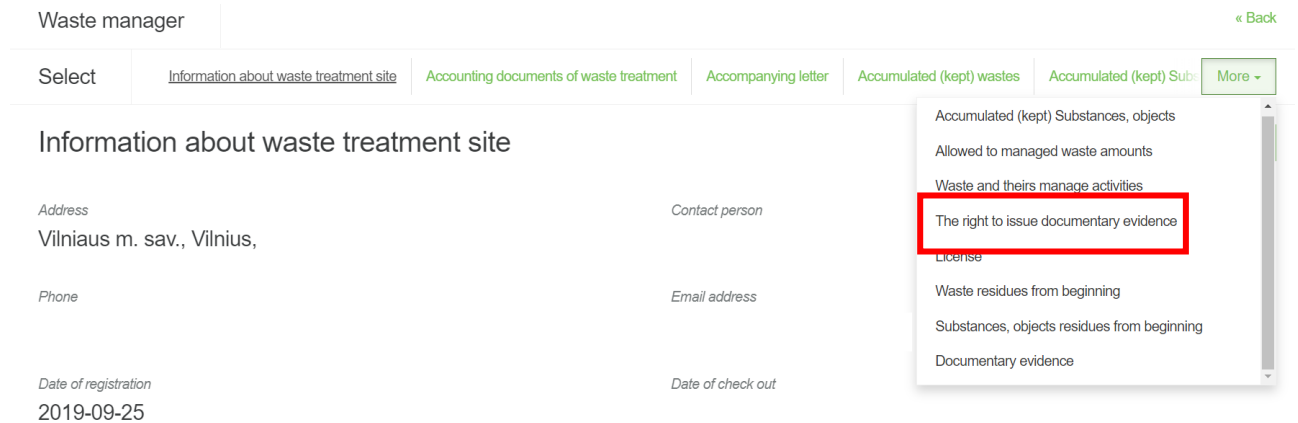 Waste manager
« Back
Select
Information about waste treatment site
Accounting documents of waste treatment
Accompanying letter
Accumulated (kept) wastes
Accumulated (kept) Subs
More
Information about waste treatment site
Accumulated (kept) Substances, objects
Allowed to managed waste amounts
Waste and theirs manage activities
The right to issue documentary evidence
License
Waste residues from beginning
Substances, objects residues from beginning
Documentary evidence
Address
Vilniaus m. sav., Vilnius,
Contact person
Phone
Email address
Date of registration
2019-09-25
Date of check out